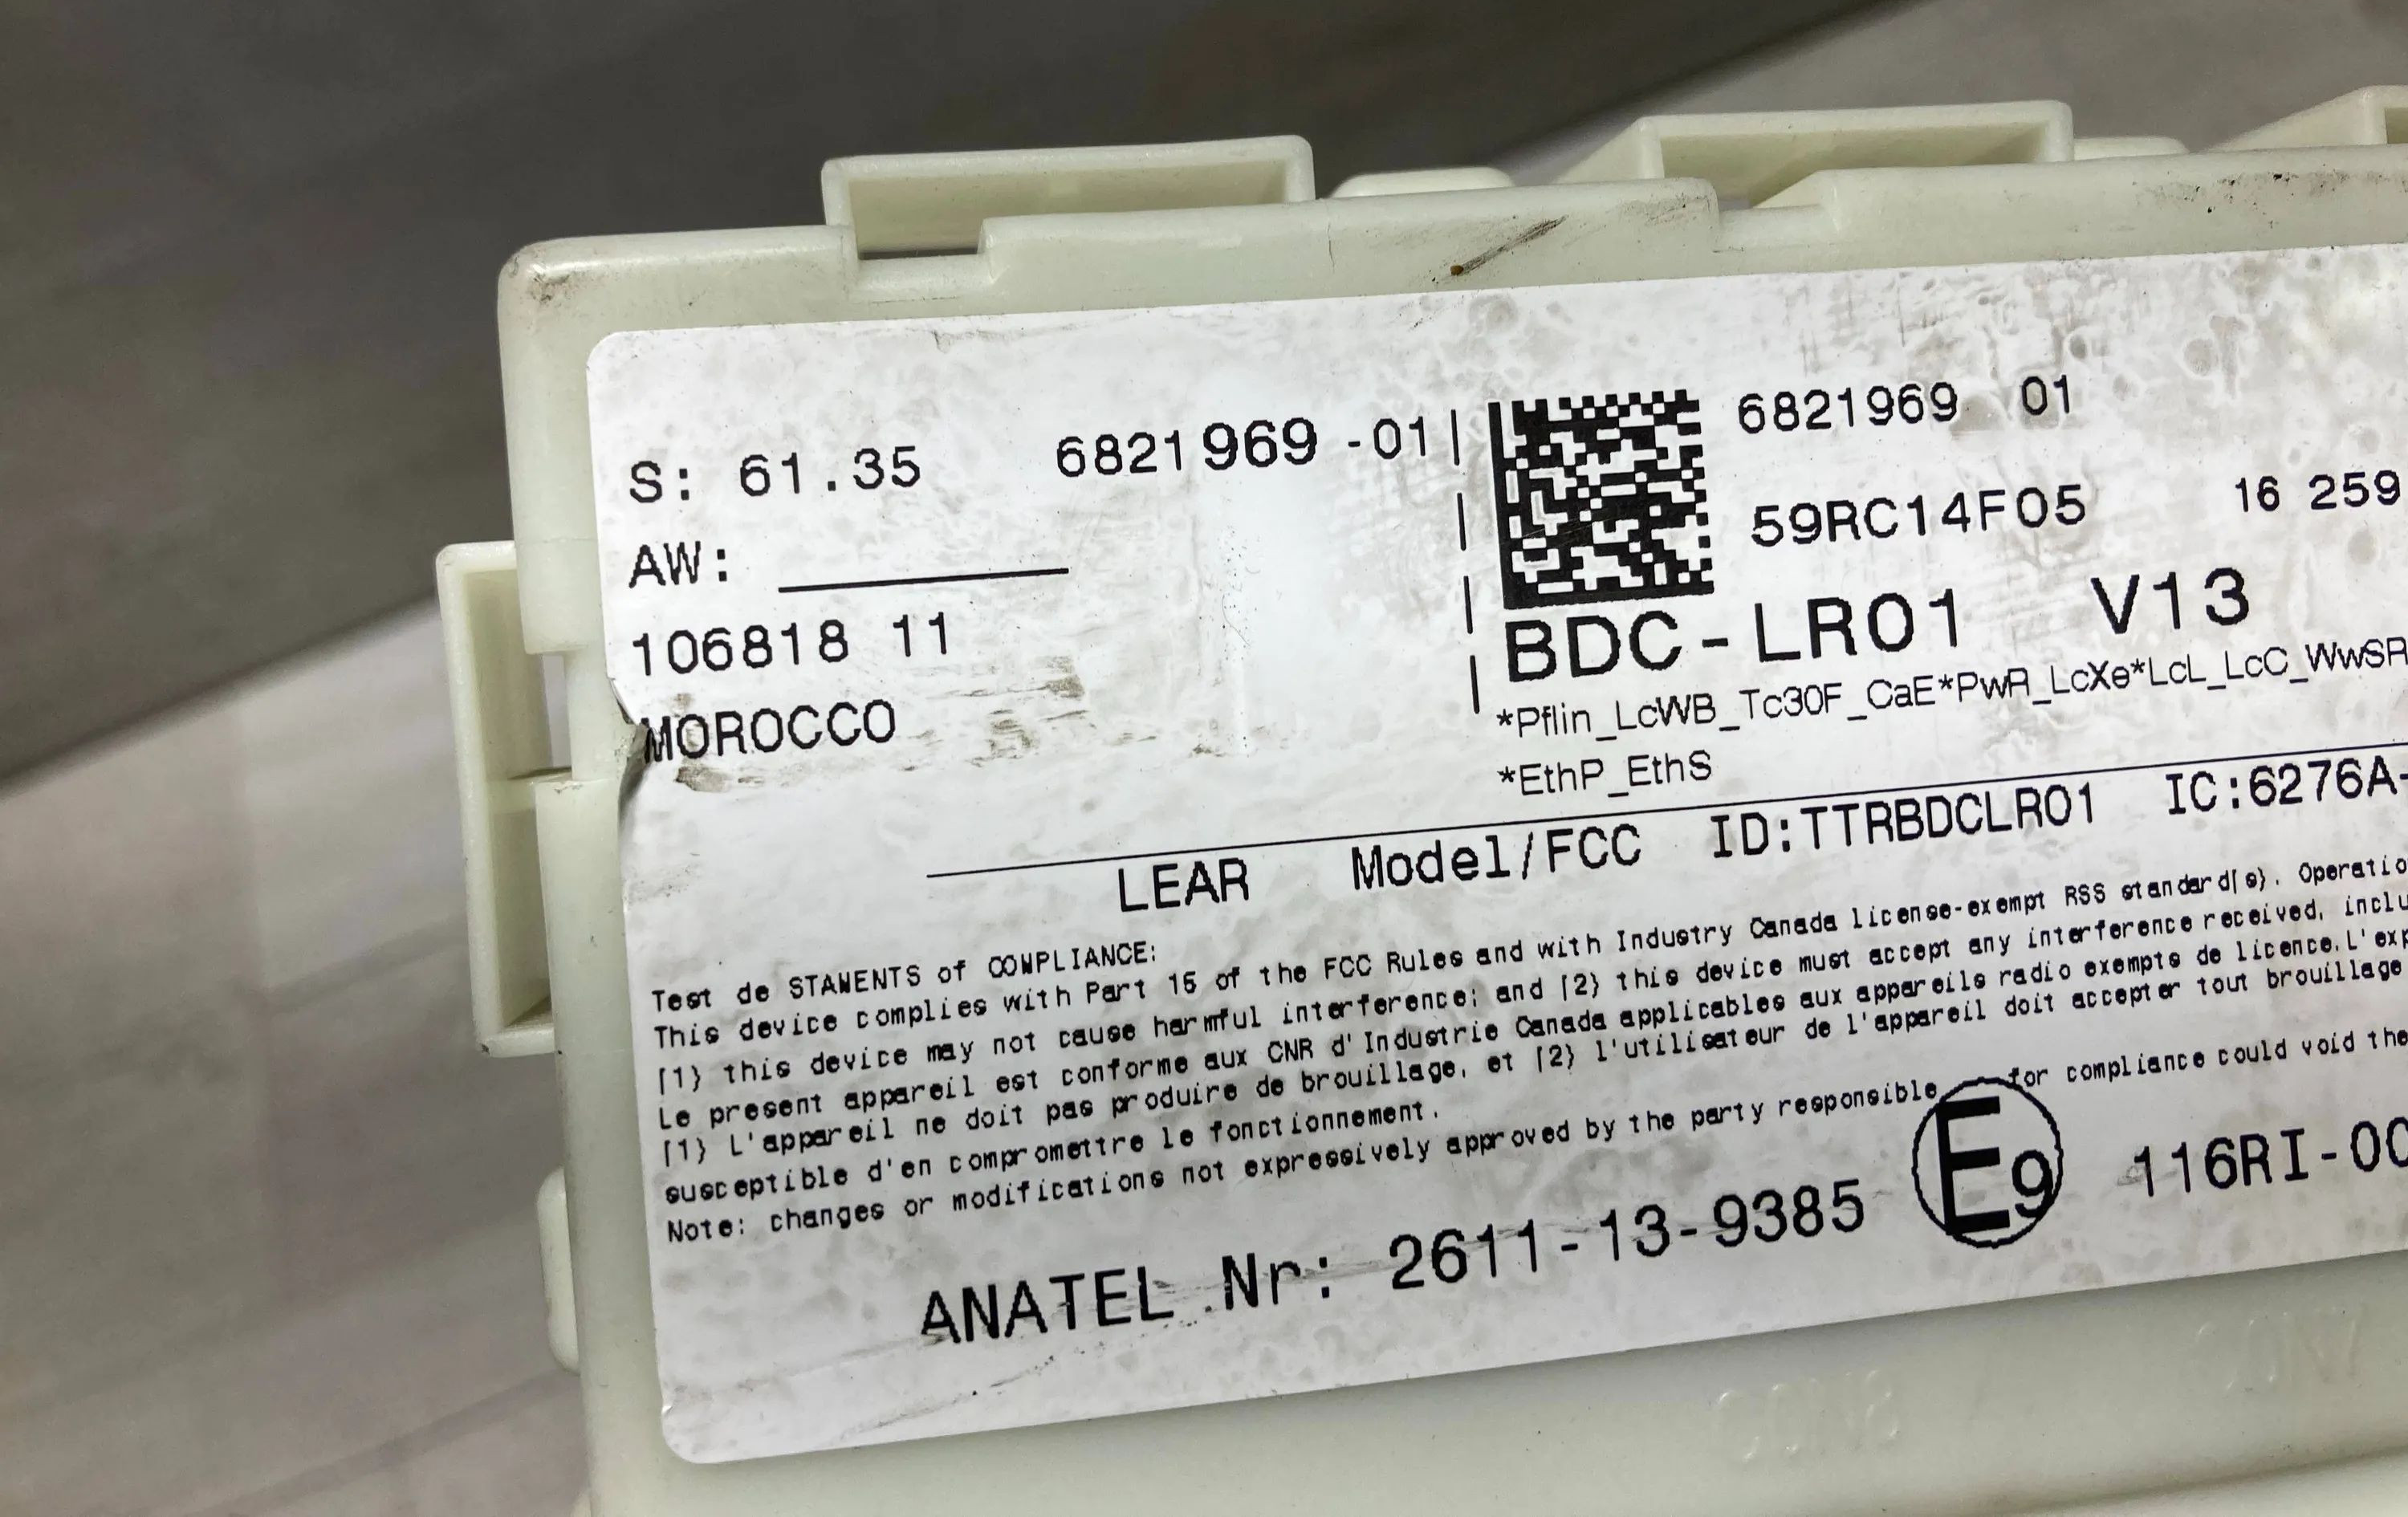 S: 61.35 6821969 -01
AW:
106818 11
MOROCCO
6821969 01
59RC14F05 16 259
BDC-LR01 V13
*Pflin_LcWB_Tc30F_CaE*PwR_LcXe*LcL_LcC_WwSR
*EthP_EthS
LEAR Model/FCC ID:TTRBDCLR01 IC:6276A-
Test de STAWENTS of COMPLIANCE:
This device complies with Part 15 of the FCC Rules and with Industry Canada license-exempt RSS standard(s). Operatio
(1) this device may not cause harmful interference; and (2) this device must accept any interference received, inclu
Le present appareil est conforme aux CNR d'Industrie Canada applicables aux appareils radio exempts de licence.L'exp
(1) L'appareil ne doit pas produire de brouillage, et (2) l'utilisateur de l'appareil doit accepter tout brouillage
susceptible d'en compromettre le fonctionnement.
Note: changes or modifications not expressively approved by the party responsible for compliance could void the
ANATEL Nr: 2611-13-9385 E9 116RI-00